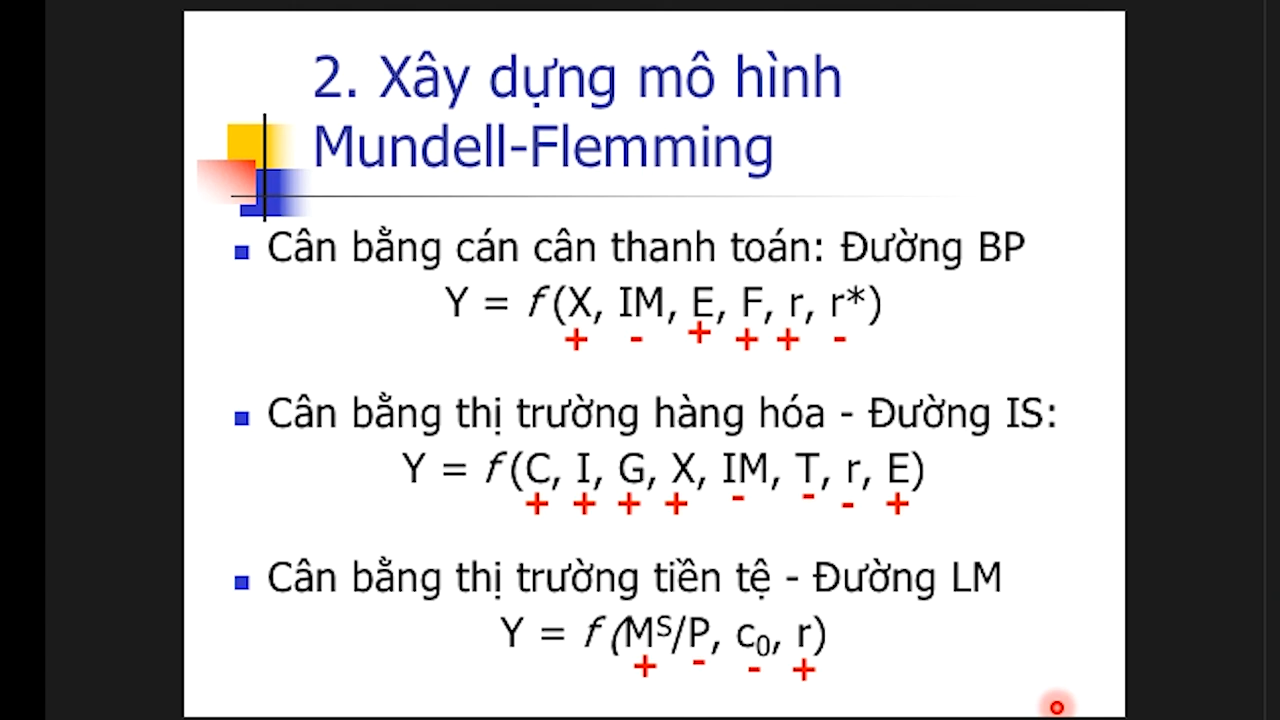 2. Xây dựng mô hình
Mundell-Flemming
Cân bằng cán cân thanh toán: Đường BP
Y = f(X, IM, E, F, r, r*)
+ - + + + -
Cân bằng thị trường hàng hóa - Đường IS:
Y = f(C, I, G, X, IM, T, r, E)
+ + + + - - - +
Cân bằng thị trường tiền tệ - Đường LM
Y = f(Mˢ/P, c₀, r)
+ - - +